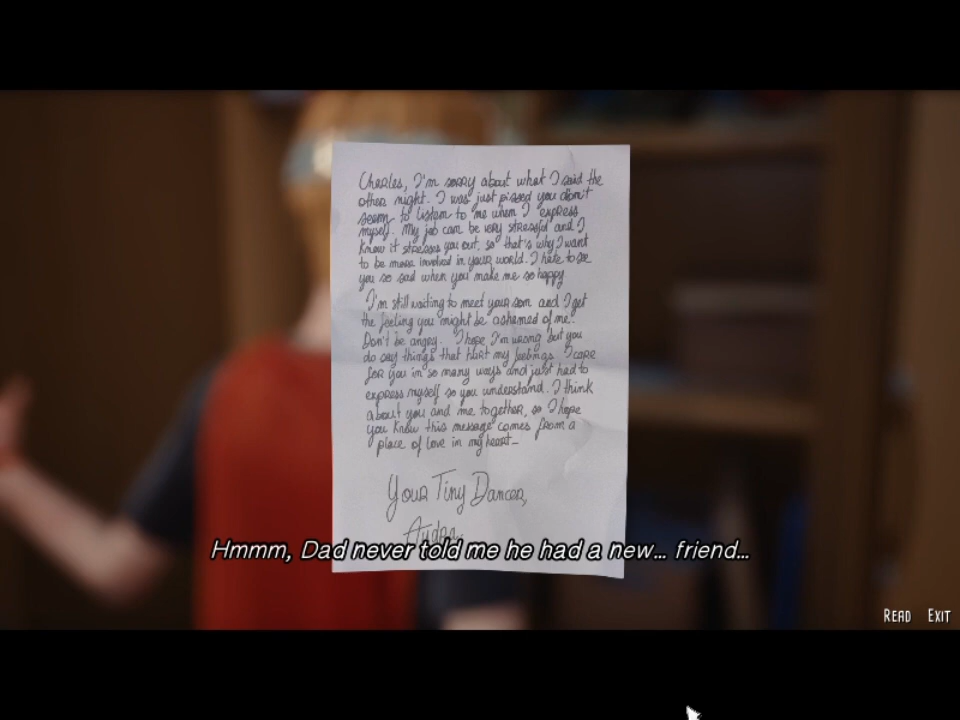 Charles, I'm sorry about what I said the
other night. I was just pissed you don't
seem to listen to me when I express
myself. My job can be very stressful and I
know it stresses you out, so that's why I want
to be more involved in your world. I hate to see
you so sad when you make me so happy
I'm still waiting to meet your son and I get
the feeling you might be ashamed of me.
Don't be angry. I hope I'm wrong but you
do say things that hurt my feelings. I care
for you in so many ways and just had to
express myself so you understand. I think
about you and me together, so I hope
you know this message comes from a
place of love in my heart_
Your Tiny Dancer,
Hmmm, Dad never told me he had a new... friend...
READ EXIT